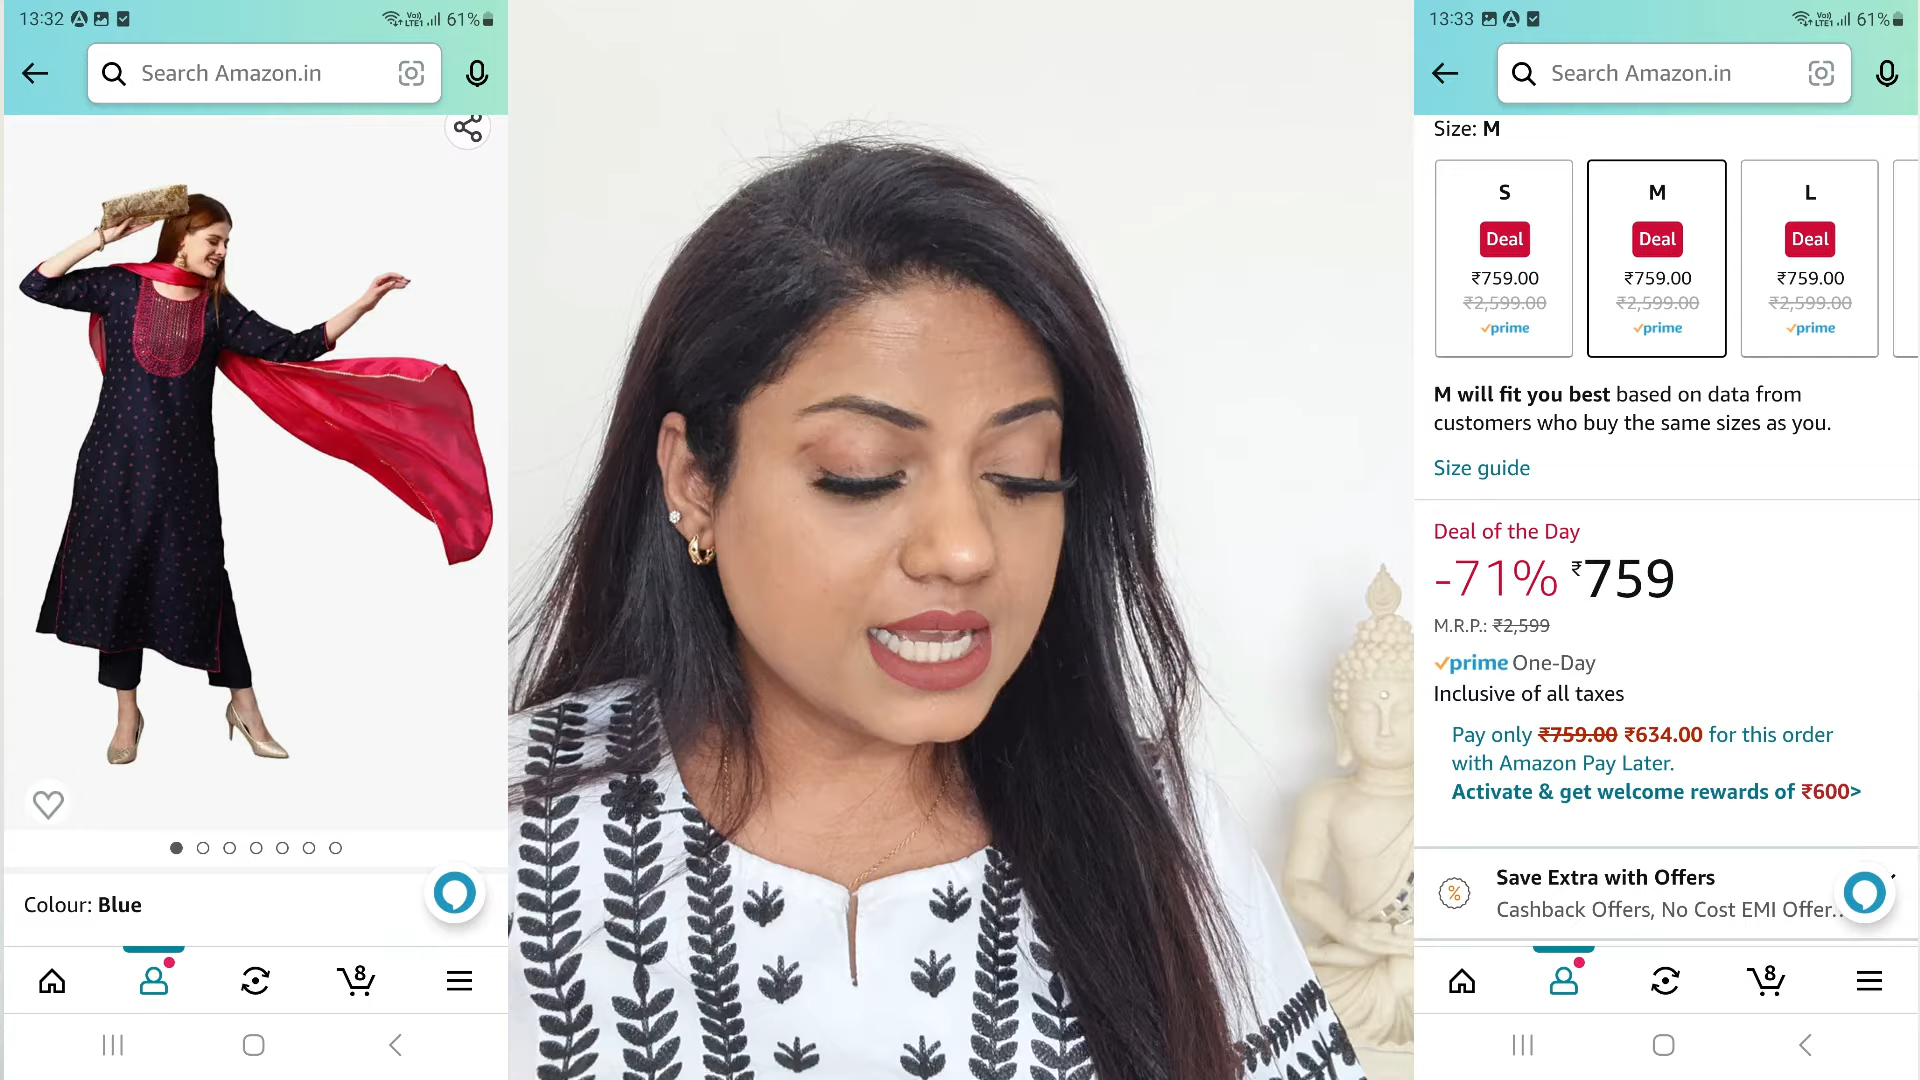 13:32
Vo))
LTE1
61%
Search Amazon.in
Colour: Blue
8
13:33
Vo))
LTE1
61%
Search Amazon.in
Size: M
S
Deal
₹759.00
₹2,599.00
prime
M
Deal
₹759.00
₹2,599.00
prime
L
Deal
₹759.00
₹2,599.00
prime
M will fit you best based on data from
customers who buy the same sizes as you.
Size guide
Deal of the Day
-71% ₹759
M.R.P.: ₹2,599
prime One-Day
Inclusive of all taxes
Pay only ₹759.00 ₹634.00 for this order
with Amazon Pay Later.
Activate & get welcome rewards of ₹600>
%
Save Extra with Offers
Cashback Offers, No Cost EMI Offer...
8